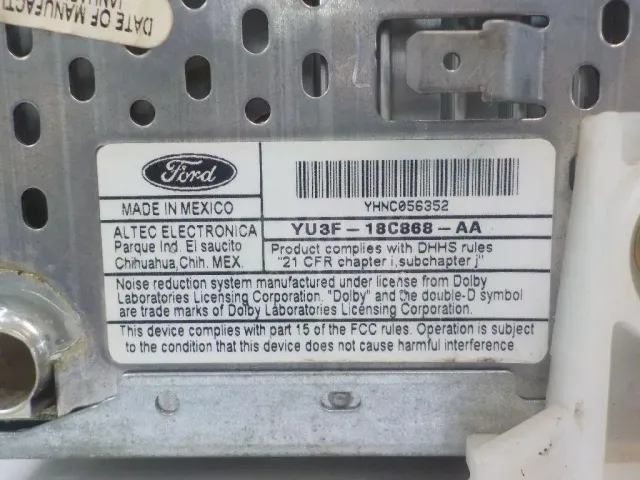 DATE OF MANUFACT
Ford
MADE IN MEXICO
ALTEC ELECTRONICA
Parque Ind. El saucito
Chihuahua,Chih. MEX.
YHNC056352
YU3F-18C868-AA
Product complies with DHHS rules
"21 CFR chapter i,subchapter j"
Noise reduction system manufactured under license from Dolby
Laboratories Licensing Corporation. "Dolby" and the double-D symbol
are trade marks of Dolby Laboratories Licensing Corporation.
This device complies with part 15 of the FCC rules. Operation is subject
to the condition that this device does not cause harmful interference